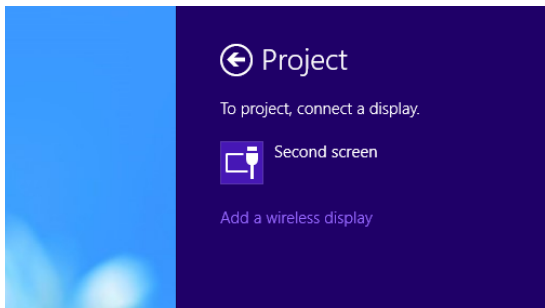 Project
To project, connect a display.
Second screen
Add a wireless display